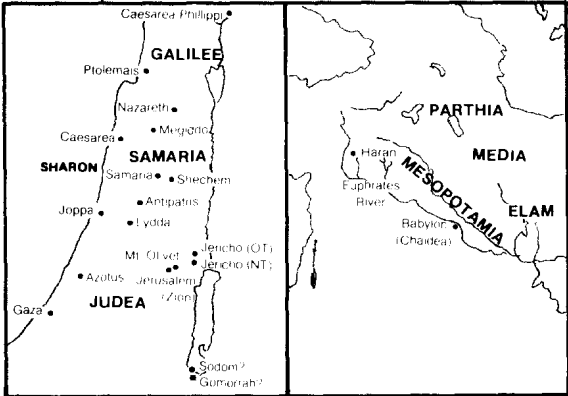 Caesarea Phillippi
GALILEE
Ptolemais
Nazareth
Megiddo
Caesarea
SHARON
SAMARIA
Samaria
Shechem
Antipatris
Joppa
Lydda
Mt. Olivet
Jericho (OT)
Jericho (NT)
Azotus
Jerusalem
(Zion)
JUDEA
Gaza
Sodom?
Gomorrah?
PARTHIA
MEDIA
Haran
MESOPOTAMIA
Euphrates
River
ELAM
Babylon
(Chaldea)